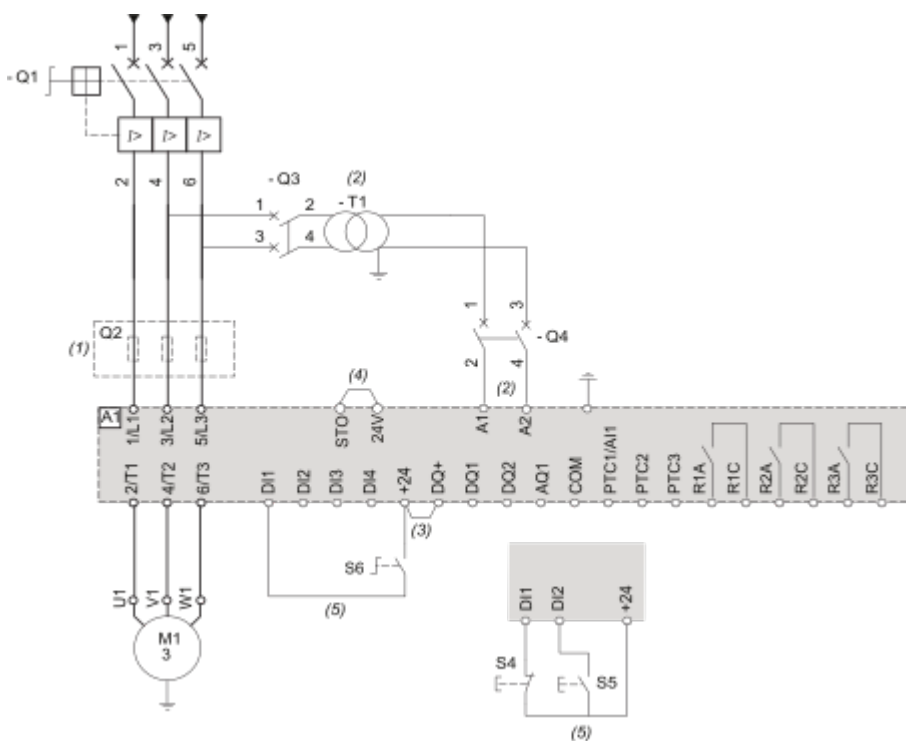 1 3 5
- Q1
I> I> I>
2 4 6
- Q3 (2)
1 2 - T1
3 4
1 3
- Q4
2 4
(2)
Q2
(1)
(4)
A1
1/L1 3/L2 5/L3 STO 24V A1 A2
2/T1 4/T2 6/T3 DI1 DI2 DI3 DI4 +24 DQ+ DQ1 DQ2 AQ1 COM PTC1/AI1 PTC2 PTC3 R1A R1C R2A R2C R3A R3C
(3)
S6
(5)
U1 V1 W1
M1
3
DI1 DI2 +24
S4 S5
(5)